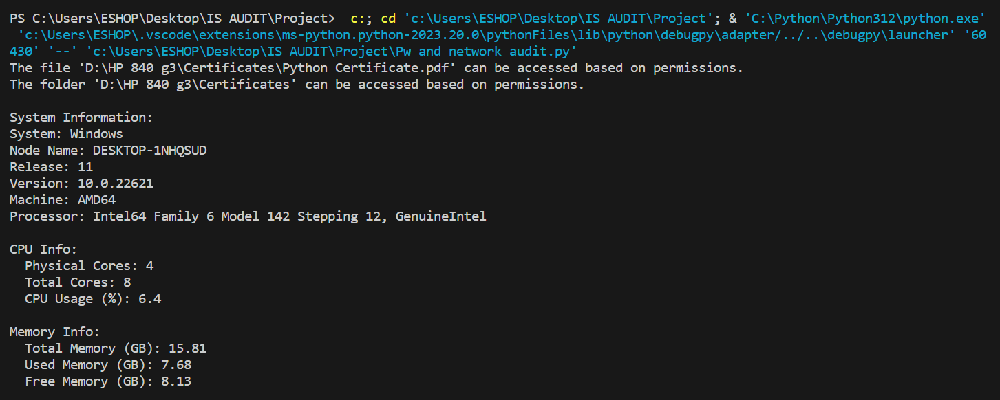 PS C:\Users\ESHOP\Desktop\IS AUDIT\Project>  c:; cd 'c:\Users\ESHOP\Desktop\IS AUDIT\Project'; & 'C:\Python\Python312\python.exe'
 'c:\Users\ESHOP\.vscode\extensions\ms-python.python-2023.20.0\pythonFiles\lib\python\debugpy\adapter/../..\debugpy\launcher' '60
430' '--' 'c:\Users\ESHOP\Desktop\IS AUDIT\Project\Pw and network audit.py'
The file 'D:\HP 840 g3\Certificates\Python Certificate.pdf' can be accessed based on permissions.
The folder 'D:\HP 840 g3\Certificates' can be accessed based on permissions.

System Information:
System: Windows
Node Name: DESKTOP-1NHQSUD
Release: 11
Version: 10.0.22621
Machine: AMD64
Processor: Intel64 Family 6 Model 142 Stepping 12, GenuineIntel

CPU Info:
  Physical Cores: 4
  Total Cores: 8
  CPU Usage (%): 6.4

Memory Info:
  Total Memory (GB): 15.81
  Used Memory (GB): 7.68
  Free Memory (GB): 8.13